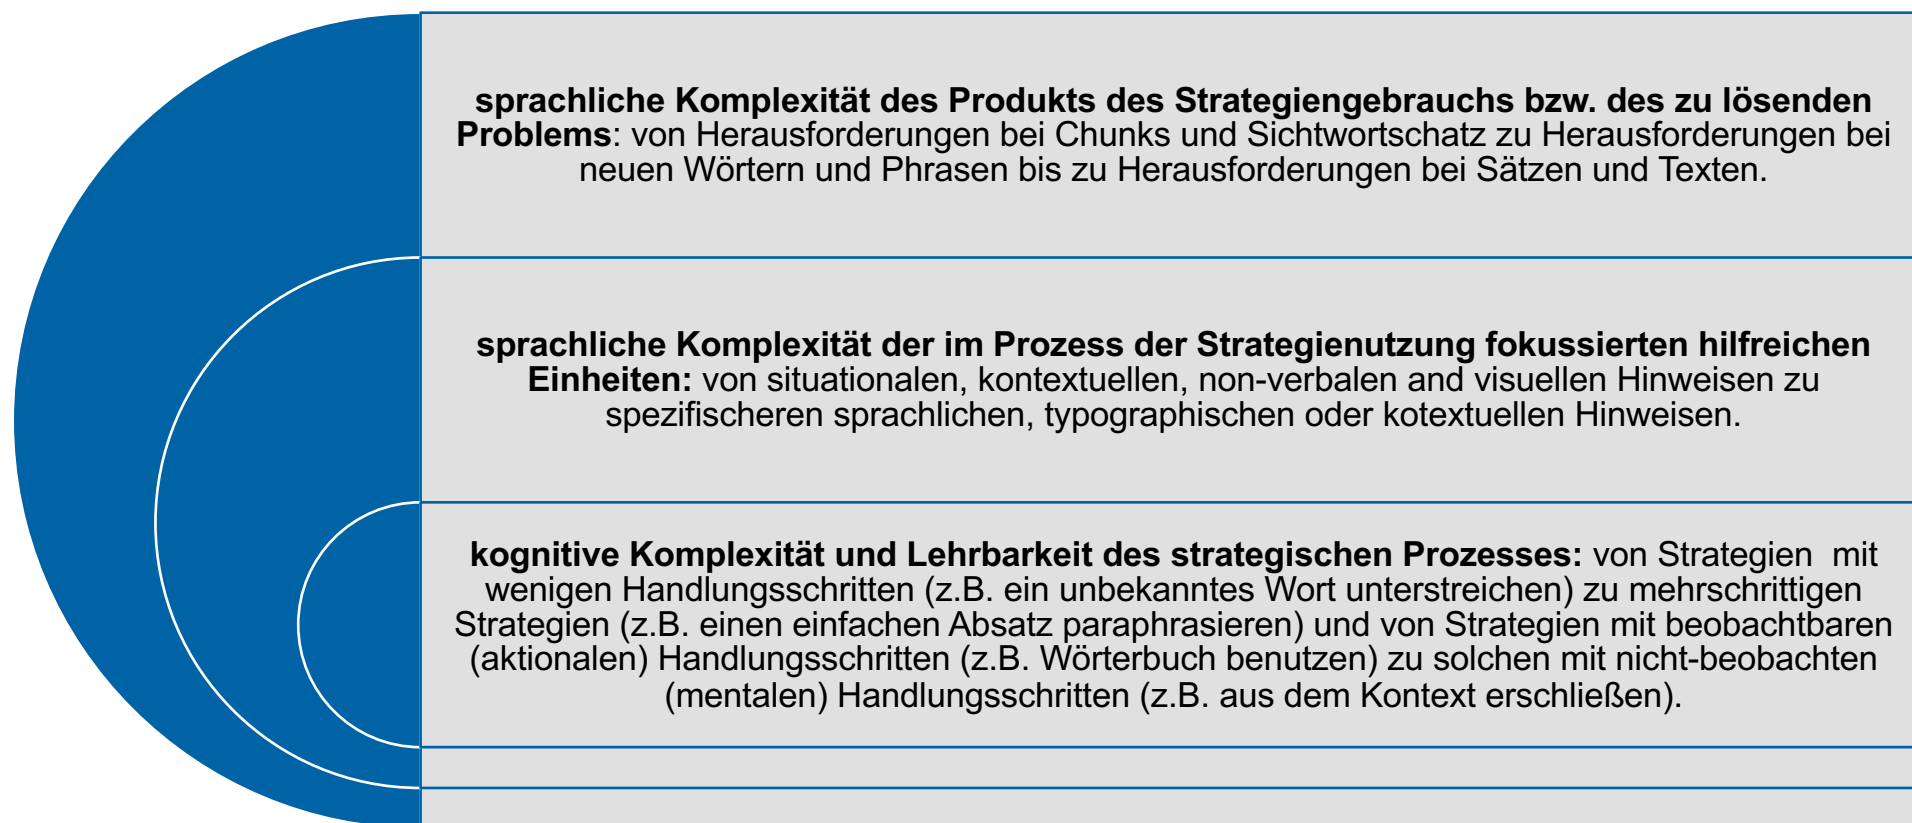 sprachliche Komplexität des Produkts des Strategiengebrauchs bzw. des zu lösenden
Problems: von Herausforderungen bei Chunks und Sichtwortschatz zu Herausforderungen bei
neuen Wörtern und Phrasen bis zu Herausforderungen bei Sätzen und Texten.
sprachliche Komplexität der im Prozess der Strategienutzung fokussierten hilfreichen
Einheiten: von situationalen, kontextuellen, non-verbalen and visuellen Hinweisen zu
spezifischeren sprachlichen, typographischen oder kotextuellen Hinweisen.
kognitive Komplexität und Lehrbarkeit des strategischen Prozesses: von Strategien  mit
wenigen Handlungsschritten (z.B. ein unbekanntes Wort unterstreichen) zu mehrschrittigen
Strategien (z.B. einen einfachen Absatz paraphrasieren) und von Strategien mit beobachtbaren
(aktionalen) Handlungsschritten (z.B. Wörterbuch benutzen) zu solchen mit nicht-beobachten
(mentalen) Handlungsschritten (z.B. aus dem Kontext erschließen).